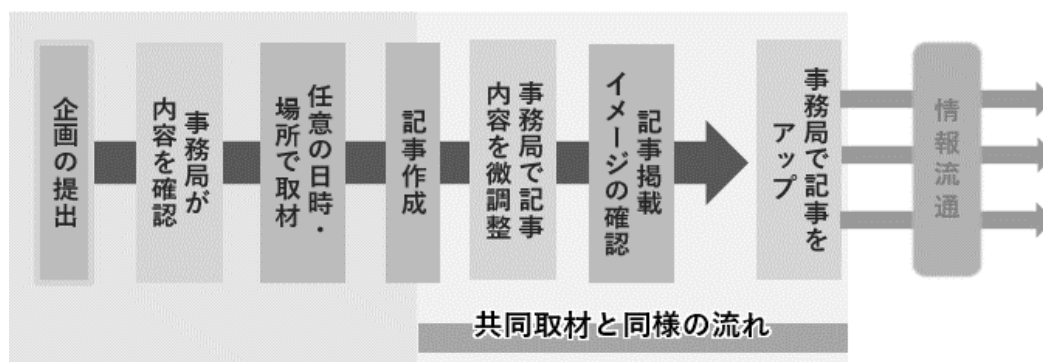 企画の提出
事務局が
内容を確認
任意の日時・
場所で取材
記事作成
事務局で記事
内容を微調整
記事掲載
イメージの確認
事務局で記事を
アップ
情報流通
共同取材と同様の流れ